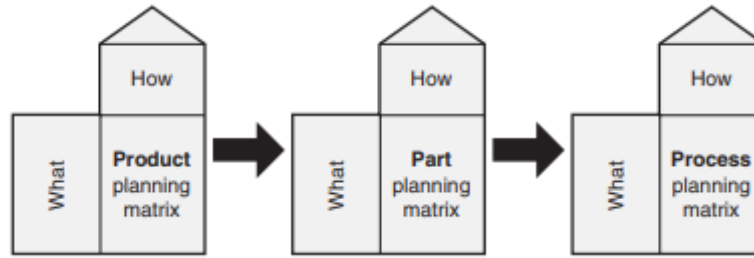 How
What
Product
planning
matrix
How
What
Part
planning
matrix
How
What
Process
planning
matrix